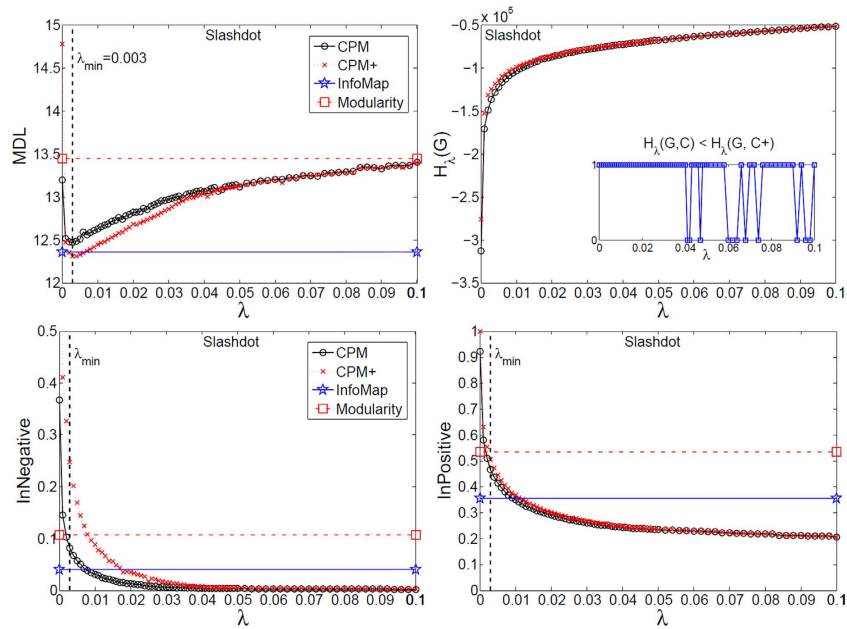 15
14.5
14
13.5
13
12.5
12
MDL
Slashdot
λmin=0.003
CPM
CPM+
InfoMap
Modularity
0 0.01 0.02 0.03 0.04 0.05 0.06 0.07 0.08 0.09 0.1
λ
x 10⁵
-0.5
-1
-1.5
-2
-2.5
-3
-3.5
Hλ(G)
Slashdot
Hλ(G,C) < Hλ(G, C+)
1
0
0 0.02 0.04 0.06 0.08 0.1
λ
0 0.01 0.02 0.03 0.04 0.05 0.06 0.07 0.08 0.09 0.1
λ
0.5
0.4
0.3
0.2
0.1
0
InNegative
Slashdot
λmin
CPM
CPM+
InfoMap
Modularity
0 0.01 0.02 0.03 0.04 0.05 0.06 0.07 0.08 0.09 0.1
λ
1
0.9
0.8
0.7
0.6
0.5
0.4
0.3
0.2
0.1
0
InPositive
Slashdot
λmin
0 0.01 0.02 0.03 0.04 0.05 0.06 0.07 0.08 0.09 0.1
λ